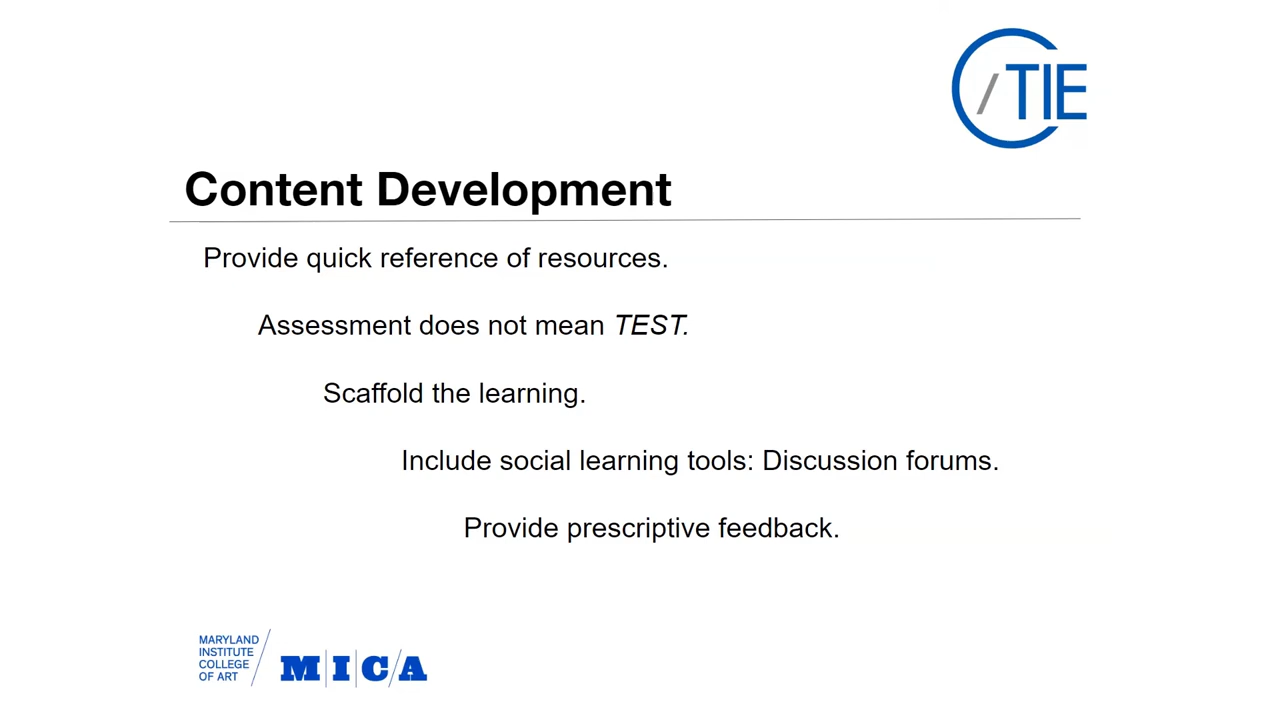 /TIE
Content Development
Provide quick reference of resources.
Assessment does not mean TEST.
Scaffold the learning.
Include social learning tools: Discussion forums.
Provide prescriptive feedback.
MARYLAND
INSTITUTE
COLLEGE
OF ART
M|I|C/A